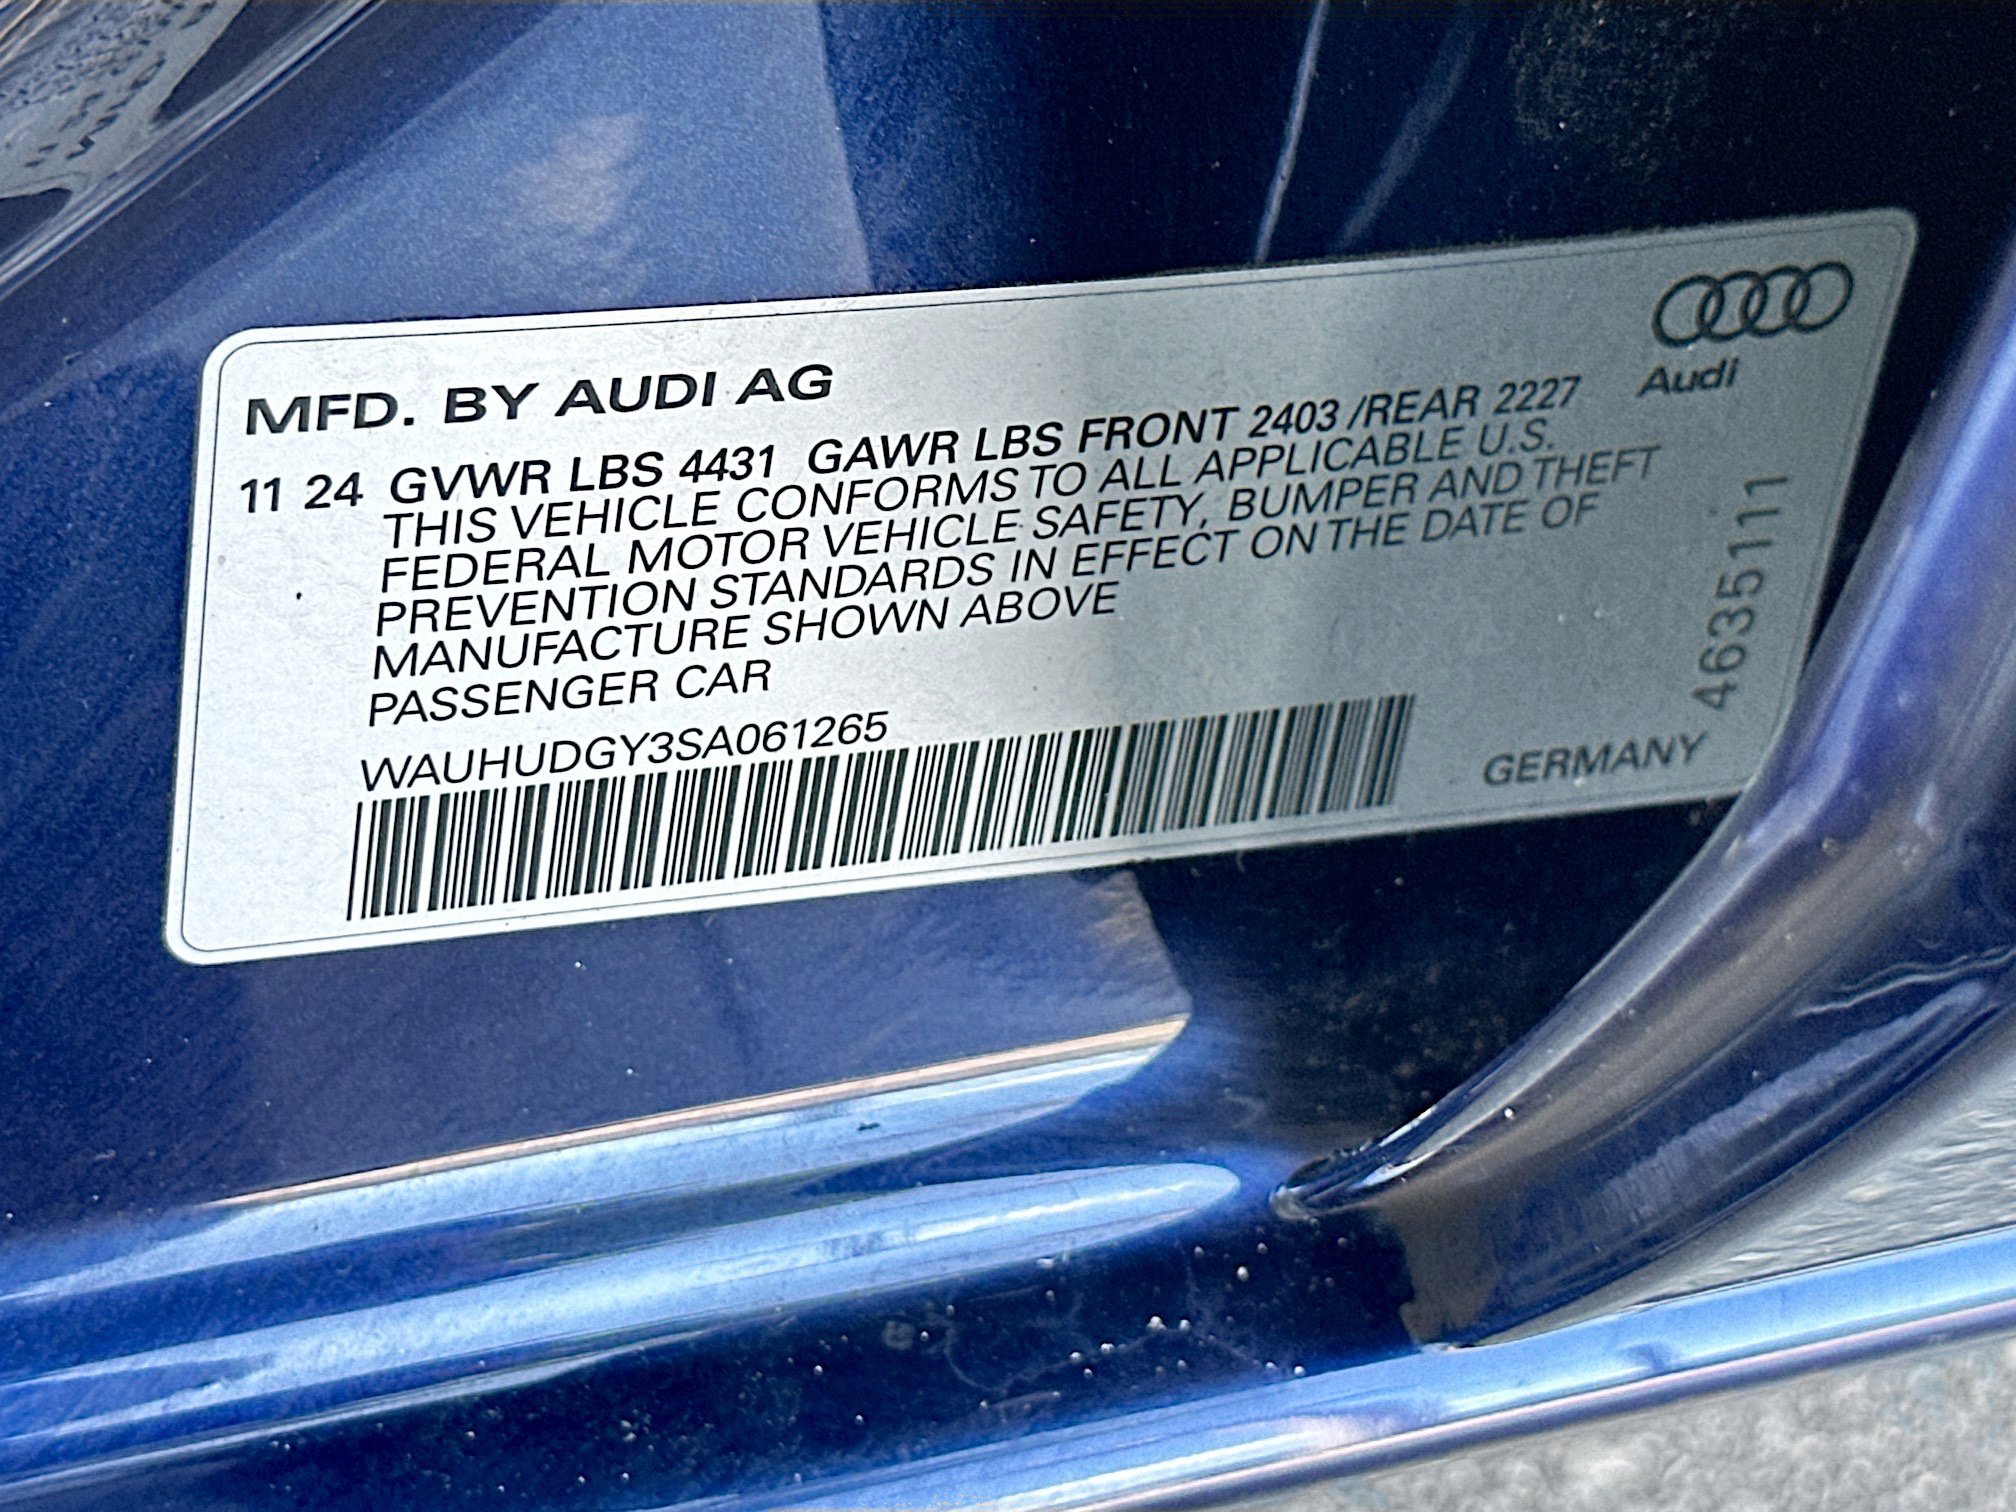 MFD. BY AUDI AG
Audi
11 24 GVWR LBS 4431 GAWR LBS FRONT 2403 /REAR 2227
THIS VEHICLE CONFORMS TO ALL APPLICABLE U.S.
FEDERAL MOTOR VEHICLE SAFETY, BUMPER AND THEFT
PREVENTION STANDARDS IN EFFECT ON THE DATE OF
MANUFACTURE SHOWN ABOVE
PASSENGER CAR
WAUHUDGY3SA061265
GERMANY
4635111